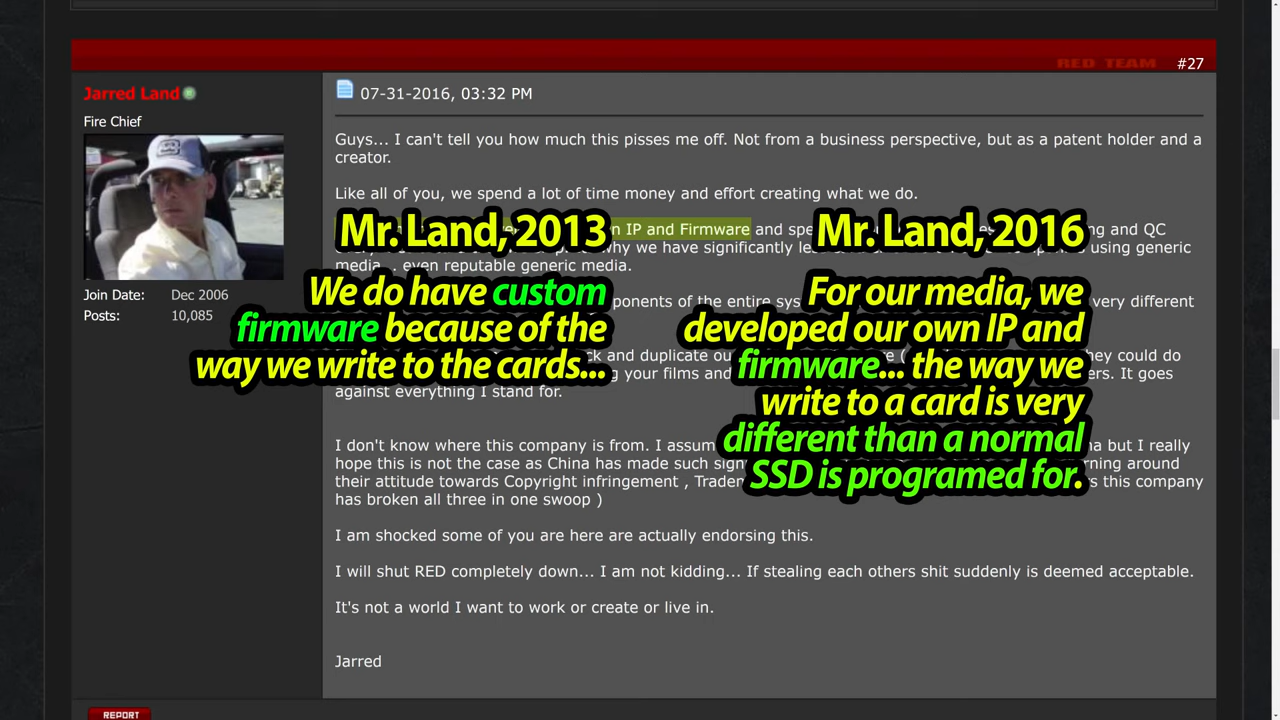 RED TEAM #27
Jarred Land
07-31-2016, 03:32 PM
Fire Chief
Join Date: Dec 2006
Posts: 10,085
Guys... I can't tell you how much this pisses me off. Not from a business perspective, but as a patent holder and a
creator.
Like all of you, we spend a lot of time money and effort creating what we do.
IP and Firmware and
ing and QC
why we have significantly
using generic
media... even reputable generic media.
ponents of the entire
very different
ck and duplicate
they could do
ng your films and
ers. It goes
against everything I stand for.
I don't know where this company is from. I
but I really
hope this is not the case as China has made such
rning around
their attitude towards Copyright infringement ,
this company
has broken all three in one swoop )
I am shocked some of you are here are actually endorsing this.
I will shut RED completely down... I am not kidding... If stealing each others shit suddenly is deemed acceptable.
It's not a world I want to work or create or live in.
Jarred
REPORT
Mr. Land, 2013
We do have custom
firmware because of the
way we write to the cards...
Mr. Land, 2016
For our media, we
developed our own IP and
firmware... the way we
write to a card is very
different than a normal
SSD is programed for.